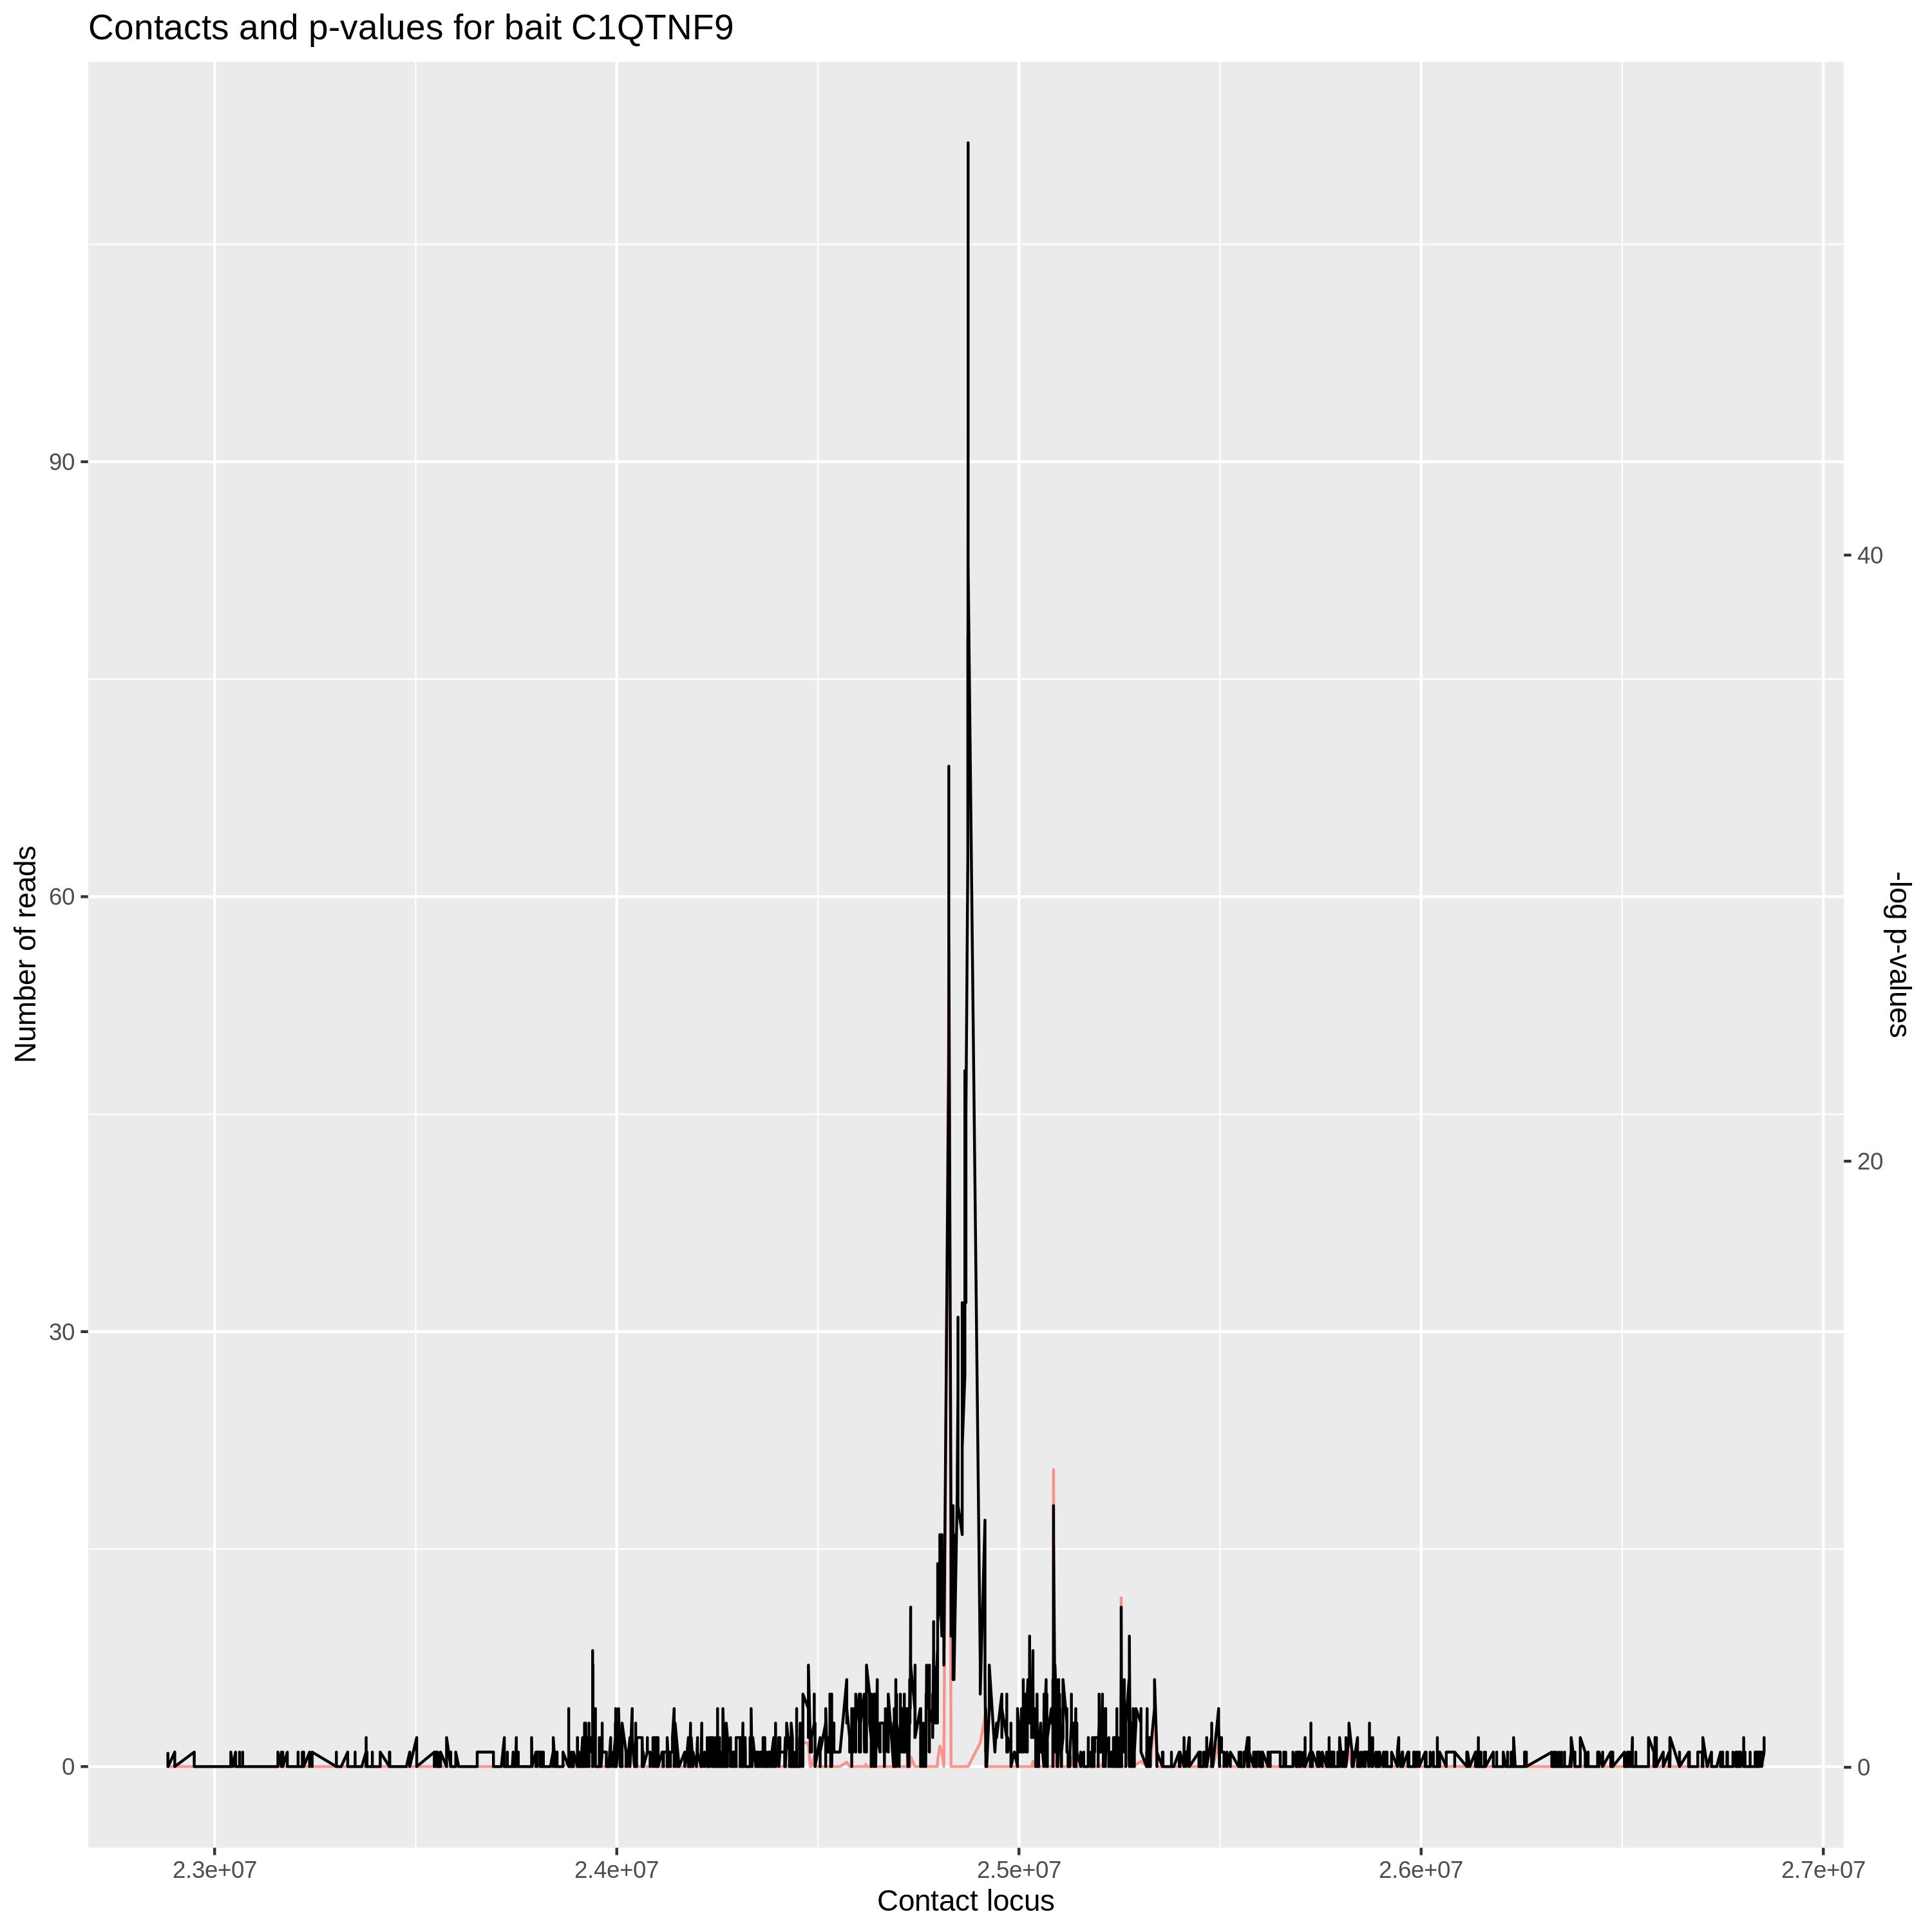 Contacts and p-values for bait C1QTNF9
90
60
30
0
40
20
0
Number of reads
-log p-values
2.3e+07 2.4e+07 2.5e+07 2.6e+07 2.7e+07
Contact locus